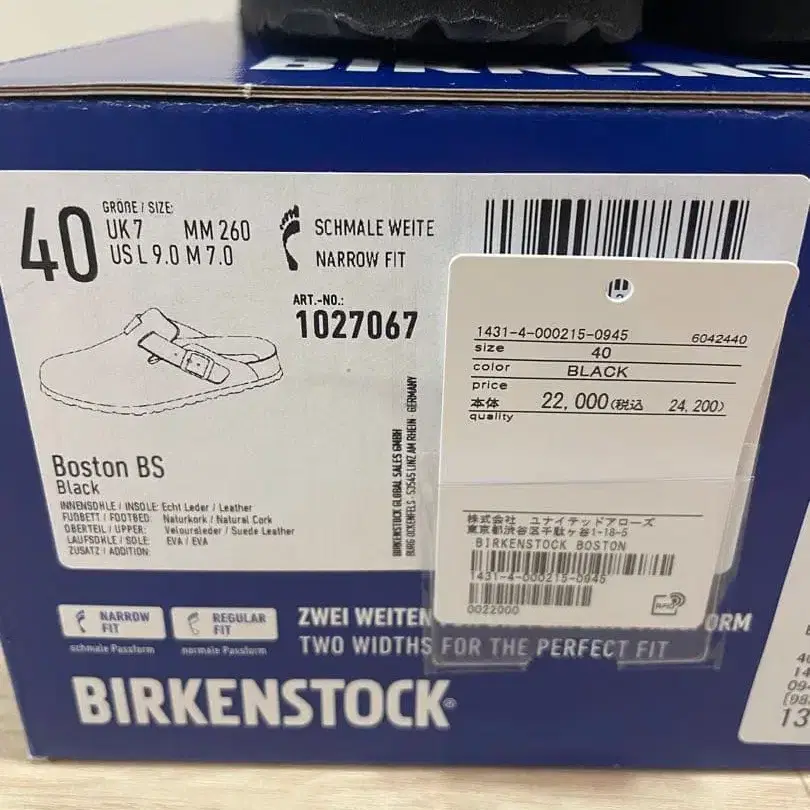 BIRKENS
40
GRÖßE / SIZE:
UK 7 MM 260
US L 9.0 M 7.0
SCHMALE WEITE
NARROW FIT
ART.-NO.:
1027067
Boston BS
Black
INNENSOHLE / INSOLE: Echt Leder / Leather
FUßBETT / FOOTBED: Naturkork / Natural Cork
OBERTEIL / UPPER: Veloursleder / Suede Leather
LAUFSOHLE / SOLE: EVA / EVA
ZUSATZ / ADDITION:
BIRKENSTOCK GLOBAL SALES GMBH
BURG OCKENFELS - 53545 LINZ AM RHEIN - GERMANY
1431-4-000215-0945 6042440
size 40
color BLACK
price
本体 22,000(税込 24,200)
quality
株式会社 ユナイテッドアローズ
東京都渋谷区千駄ヶ谷1-18-5
BIRKENSTOCK BOSTON
1431-4-000215-0945
0022000
RFID
NARROW FIT
schmale Passform
REGULAR FIT
normale Passform
ZWEI WEITEN
ORM
TWO WIDTHS FOR THE PERFECT FIT
BIRKENSTOCK®
13